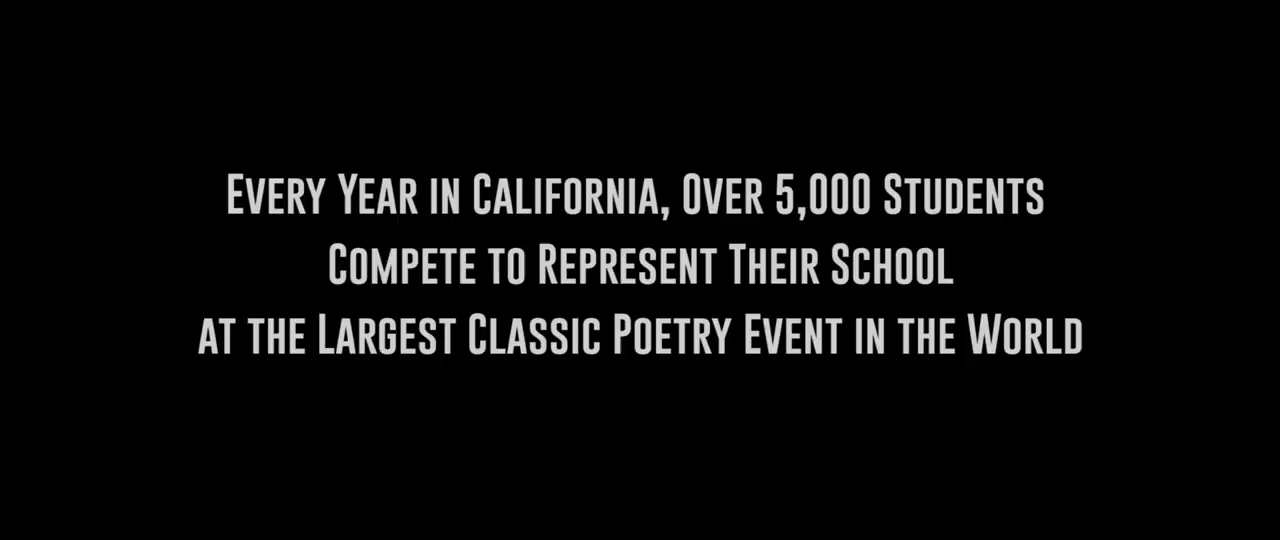 Every Year in California, Over 5,000 Students
Compete to Represent Their School
at the Largest Classic Poetry Event in the World